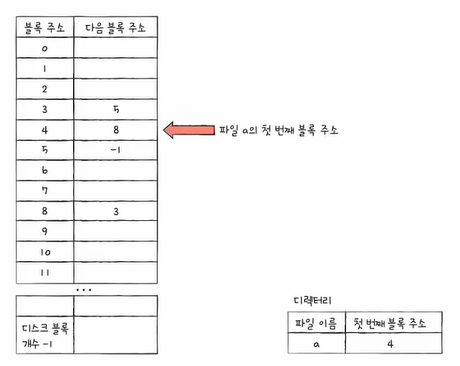 블록 주소 다음 블록 주소
0
1
2
3 5
4 8
파일 a의 첫 번째 블록 주소
5 -1
6
7
8 3
9
10
11
...
디스크 블록
개수 -1
디렉터리
파일 이름 첫 번째 블록 주소
a 4